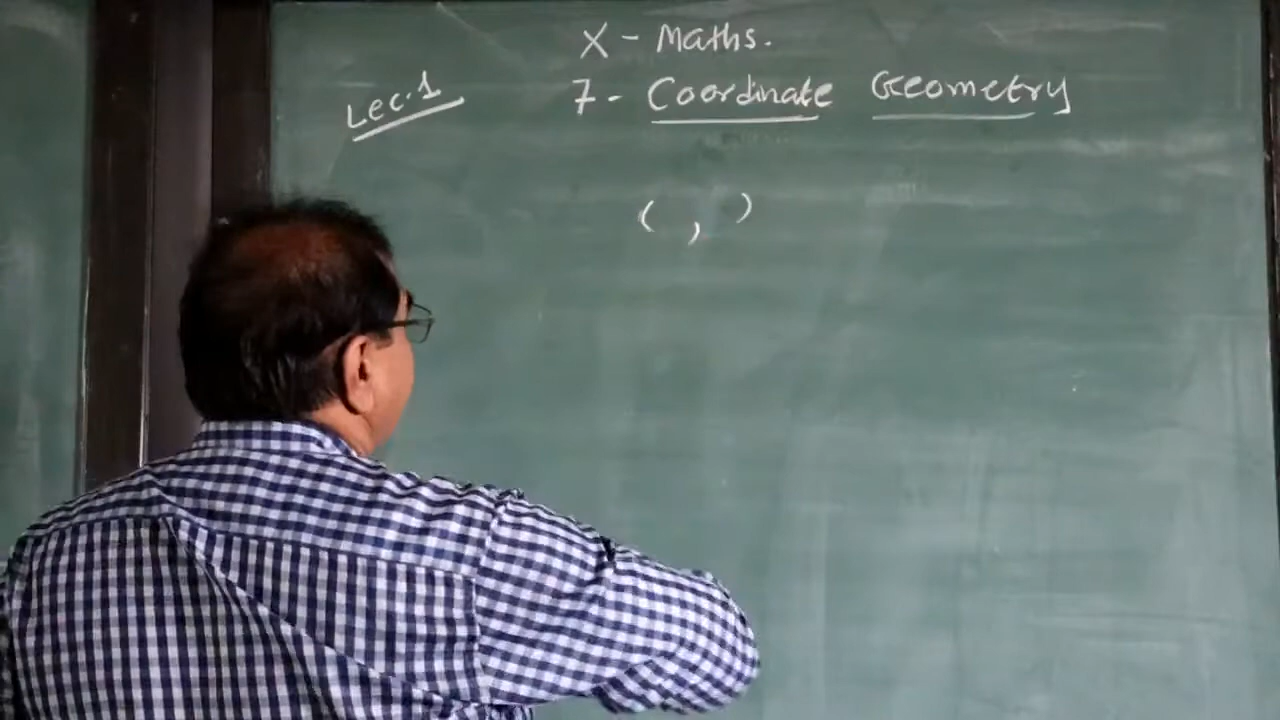 X - Maths.
Lec. 1
7 - Coordinate Geometry
( , )